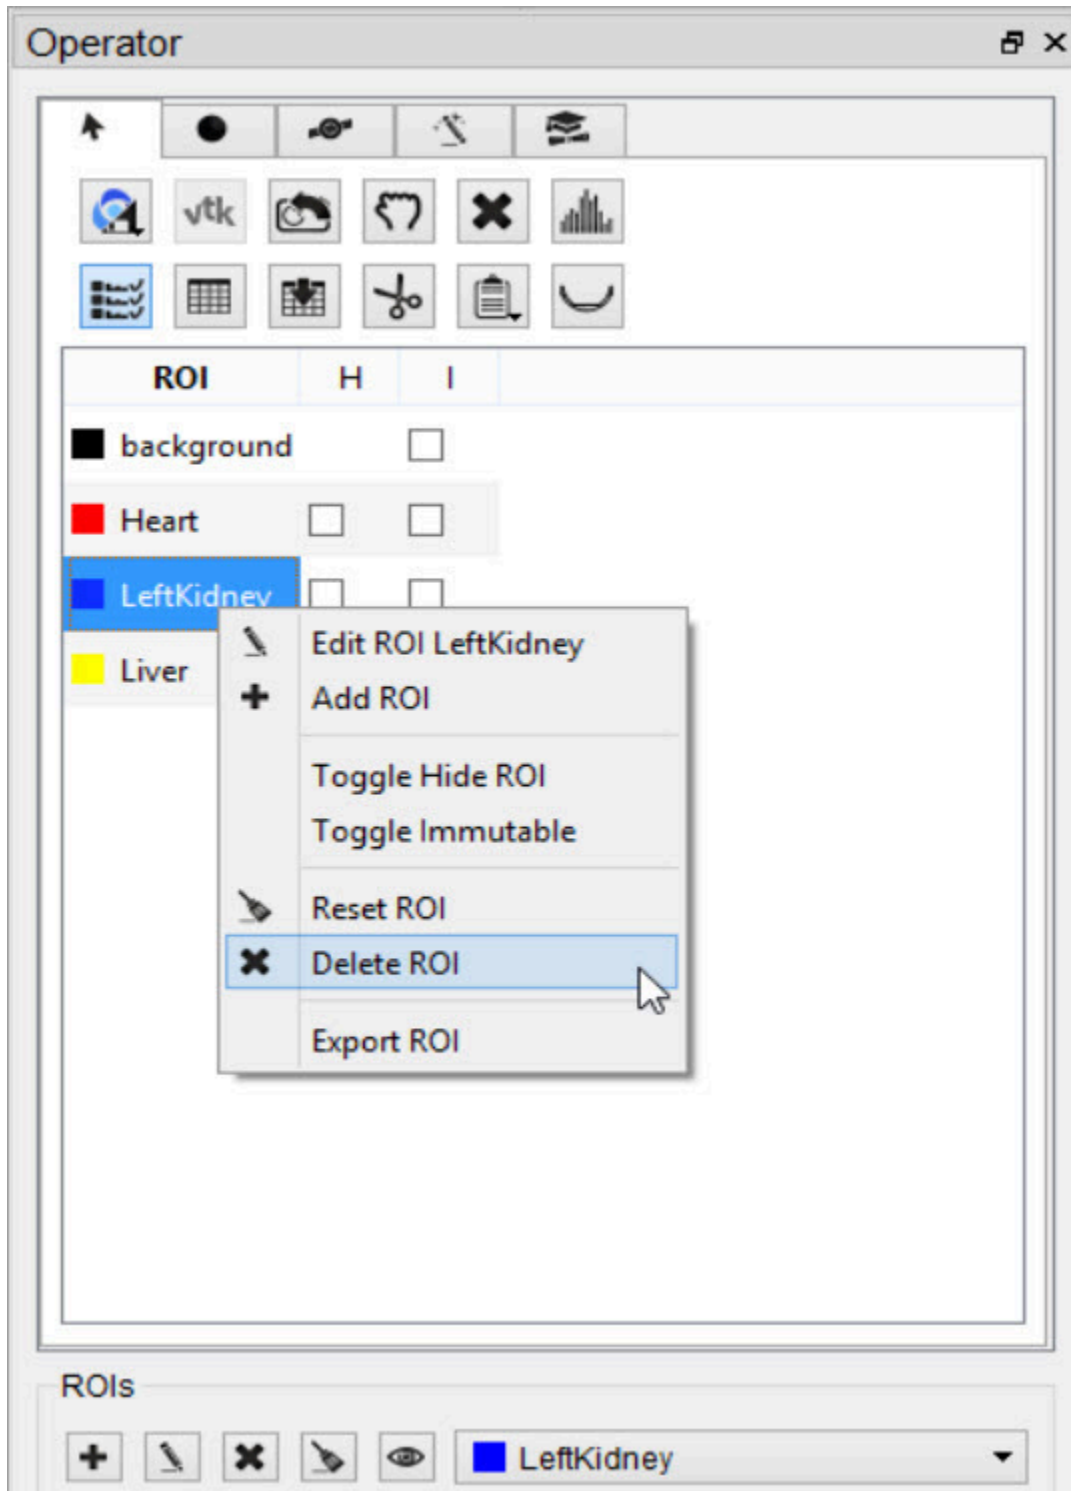 Operator
vtk
ROI H I
background
Heart
LeftKidney
Liver
Edit ROI LeftKidney
Add ROI
Toggle Hide ROI
Toggle Immutable
Reset ROI
Delete ROI
Export ROI
ROIs
LeftKidney